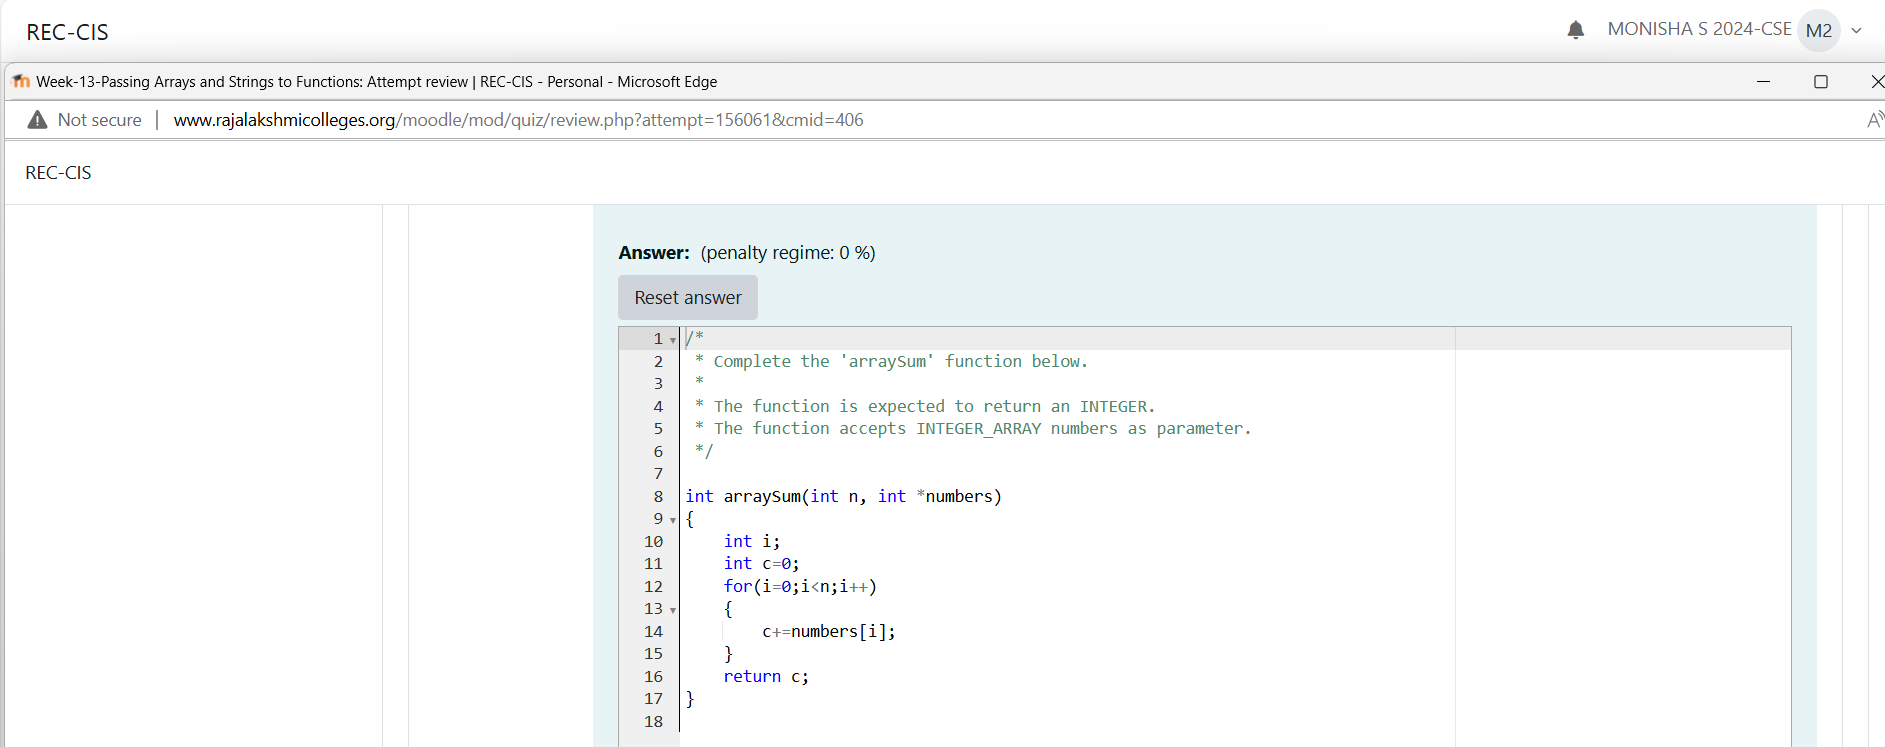 REC-CIS
MONISHA S 2024-CSE M2
Week-13-Passing Arrays and Strings to Functions: Attempt review | REC-CIS - Personal - Microsoft Edge
Not secure | www.rajalakshmicolleges.org/moodle/mod/quiz/review.php?attempt=156061&cmid=406
REC-CIS
Answer: (penalty regime: 0 %)
Reset answer
1 /*
2  * Complete the 'arraySum' function below.
3  *
4  * The function is expected to return an INTEGER.
5  * The function accepts INTEGER_ARRAY numbers as parameter.
6  */
7
8 int arraySum(int n, int *numbers)
9 {
10     int i;
11     int c=0;
12     for(i=0;i<n;i++)
13     {
14         c+=numbers[i];
15     }
16     return c;
17 }
18